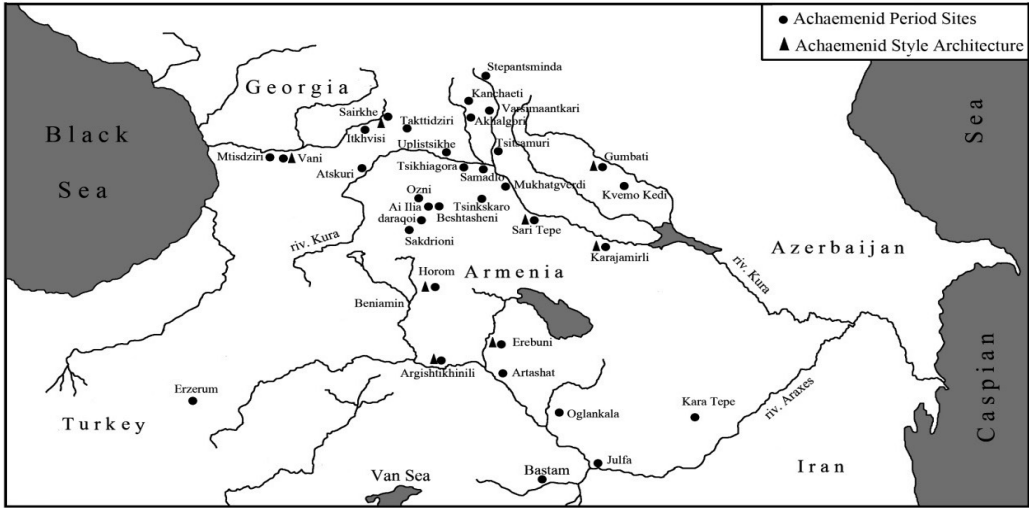 Achaemenid Period Sites
Achaemenid Style Architecture
Stepantsminda
Georgia
Kanchaeti
Sairkhe
Takttidziri
Varsimaantkari
Akhalgori
Black
Sea
Itkhvisi
Uplistsikhe
Tsitsamuri
Sea
Mtisdziri
Vani
Atskuri
Tsikhiagora
Samadlo
Gumbati
Mukhatgverdi
Kvemo Kedi
Ozni
Ai Ilia
Beshtasheni
Tsinkskaro
daraqoi
Sakdrioni
Sari Tepe
riv. Kura
Karajamirli
Azerbaijan
riv. Kura
Horom
Armenia
Beniamin
Erebuni
Argishtikhinili
Artashat
Erzerum
Turkey
Oglankala
Kara Tepe
riv. Araxes
Caspian
Julfa
Iran
Van Sea
Bastam